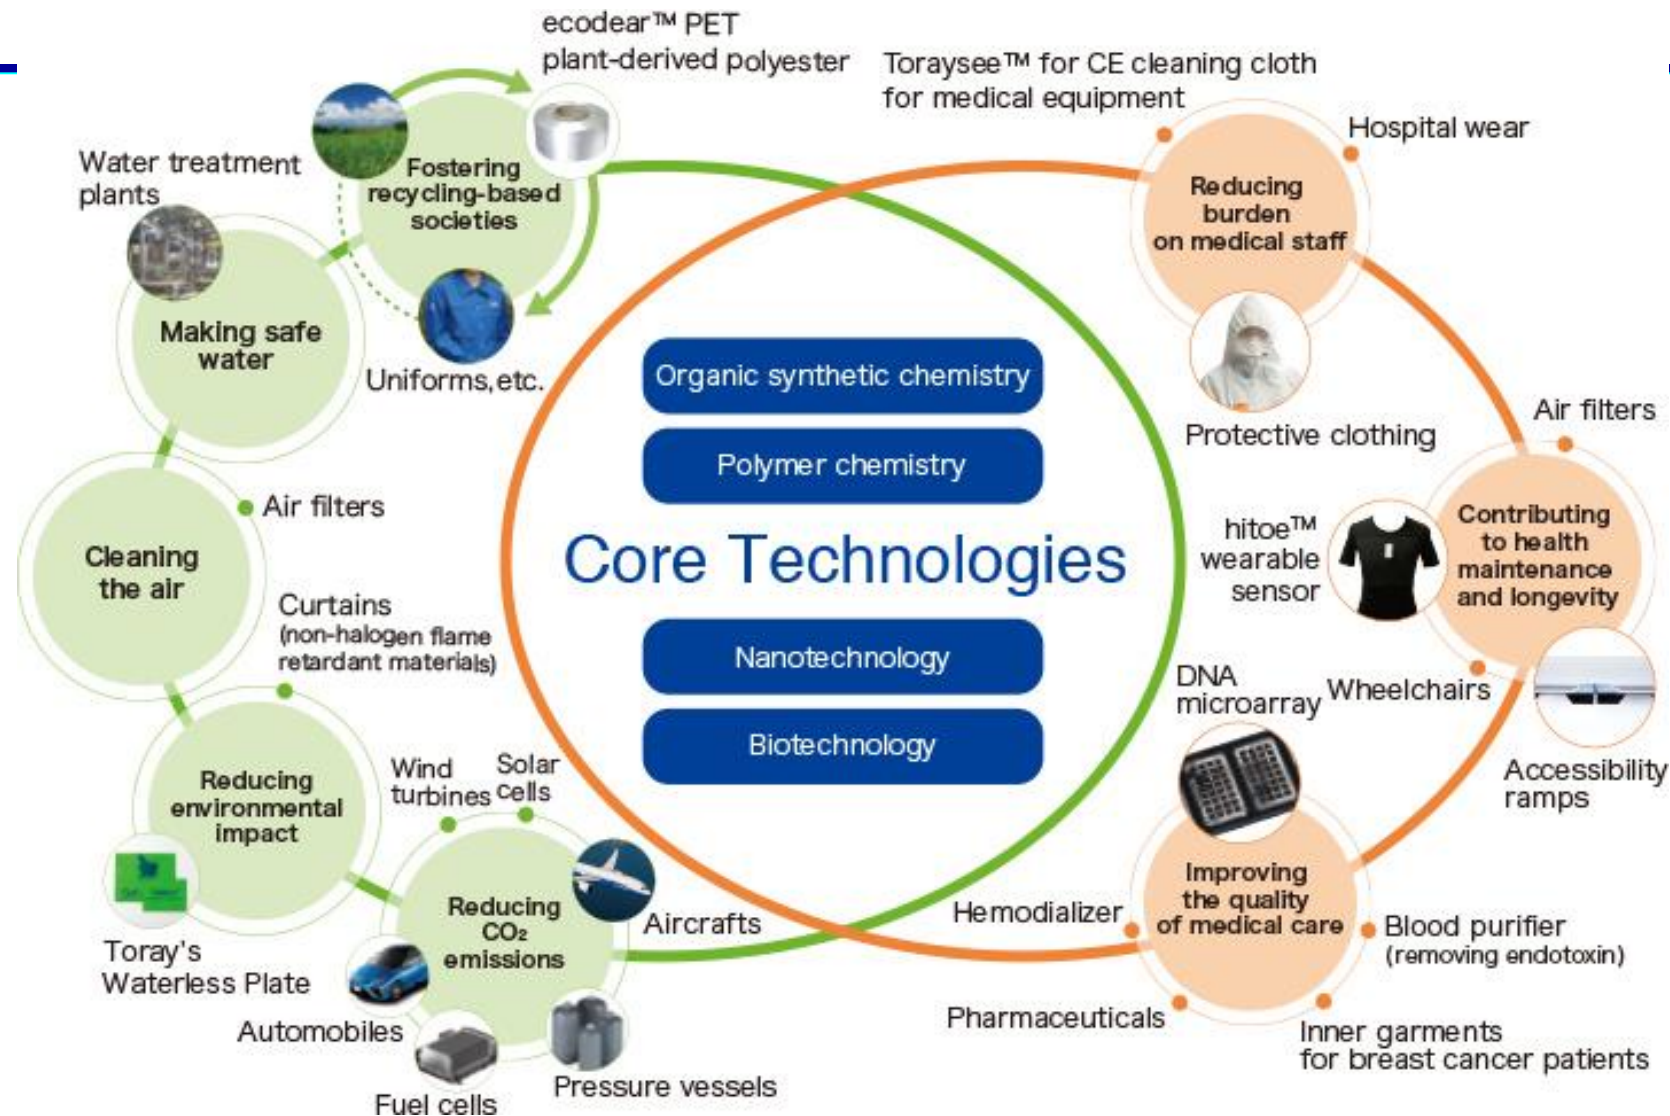 ecodear™ PET
plant-derived polyester
Toraysee™ for CE cleaning cloth
for medical equipment
Hospital wear
Water treatment
plants
Fostering
recycling-based
societies
Reducing
burden
on medical staff
Making safe
water
Uniforms, etc.
Organic synthetic chemistry
Polymer chemistry
Core Technologies
Nanotechnology
Biotechnology
Protective clothing
Air filters
Air filters
Cleaning
the air
hitoe™
wearable
sensor
Contributing
to health
maintenance
and longevity
Curtains
(non-halogen flame
retardant materials)
DNA
microarray
Wheelchairs
Accessibility
ramps
Reducing
environmental
impact
Wind
turbines
Solar
cells
Toray's
Waterless Plate
Reducing
CO₂
emissions
Aircrafts
Automobiles
Fuel cells
Pressure vessels
Hemodializer
Improving
the quality
of medical care
Blood purifier
(removing endotoxin)
Pharmaceuticals
Inner garments
for breast cancer patients